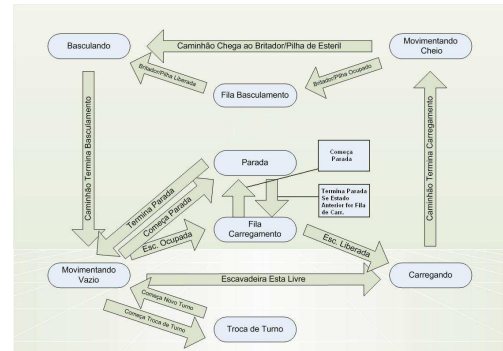 Basculando
Caminhão Chega ao Britador/Pilha de Esteril
Movimentando
Cheio
Britador/Pilha Liberada
Britador/Pilha Ocupado
Fila Basculamento
Caminhão Termina Basculamento
Caminhão Termina Carregamento
Parada
Começa
Parada
Termina Parada
Começa Parada
Esc. Ocupada
Termina Parada
Se Estado
Anterior for Fila
de Carr.
Fila
Carregamento
Esc. Liberada
Movimentando
Vazio
Escavadeira Esta Livre
Carregando
Começa Novo Turno
Começa Troca de Turno
Troca de Turno